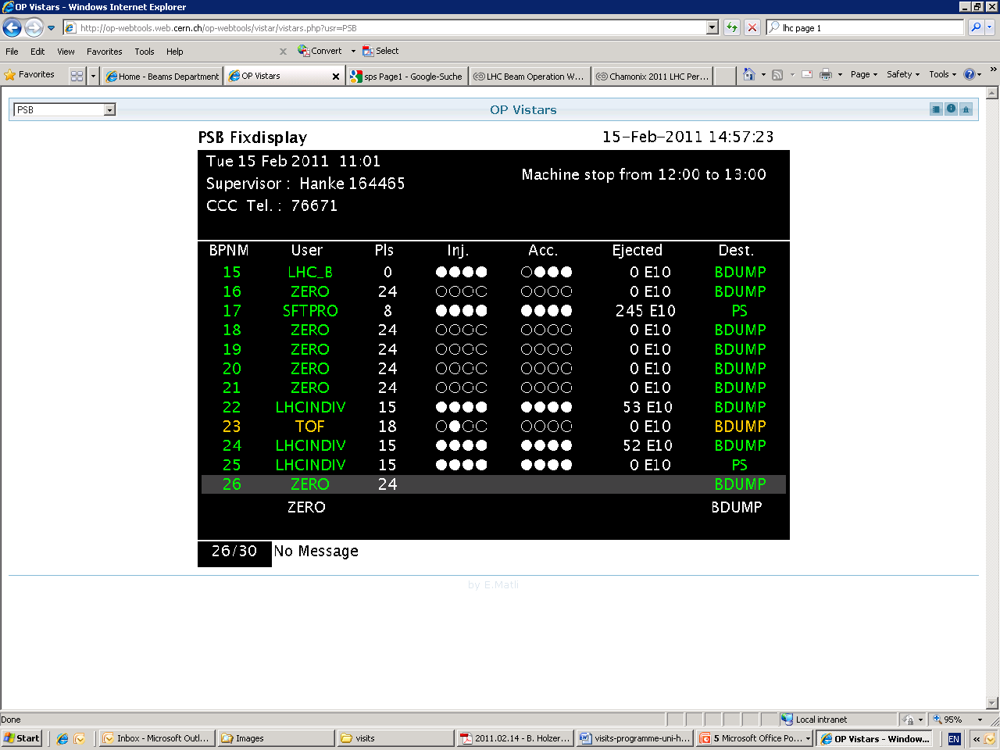 OP Vistars - Windows Internet Explorer
http://op-webtools.web.cern.ch/op-webtools/vistar/vistars.php?usr=PSB
lhc page 1
File Edit View Favorites Tools Help x Convert Select
Favorites Home - Beams Department OP Vistars sps Page1 - Google-Suche LHC Beam Operation W... Chamonix 2011 LHC Per... Page Safety Tools »
PSB OP Vistars
PSB Fixdisplay 15-Feb-2011 14:57:23
Tue 15 Feb 2011 11:01
Machine stop from 12:00 to 13:00
Supervisor : Hanke 164465
CCC Tel. : 76671
BPNM User Pls Inj. Acc. Ejected Dest.
15 LHC_B 0 0 E10 BDUMP
16 ZERO 24 0 E10 BDUMP
17 SFTPRO 8 245 E10 PS
18 ZERO 24 0 E10 BDUMP
19 ZERO 24 0 E10 BDUMP
20 ZERO 24 0 E10 BDUMP
21 ZERO 24 0 E10 BDUMP
22 LHCINDIV 15 53 E10 BDUMP
23 TOF 18 0 E10 BDUMP
24 LHCINDIV 15 52 E10 BDUMP
25 LHCINDIV 15 0 E10 PS
26 ZERO 24 BDUMP
ZERO BDUMP
26/30 No Message
by E.Matli
Done Local intranet 95%
Start Inbox - Microsoft Outl... Images visits 2011.02.14 - B. Holzer... visits-programme-uni-h... 5 Microsoft Office Po... OP Vistars - Window... EN «